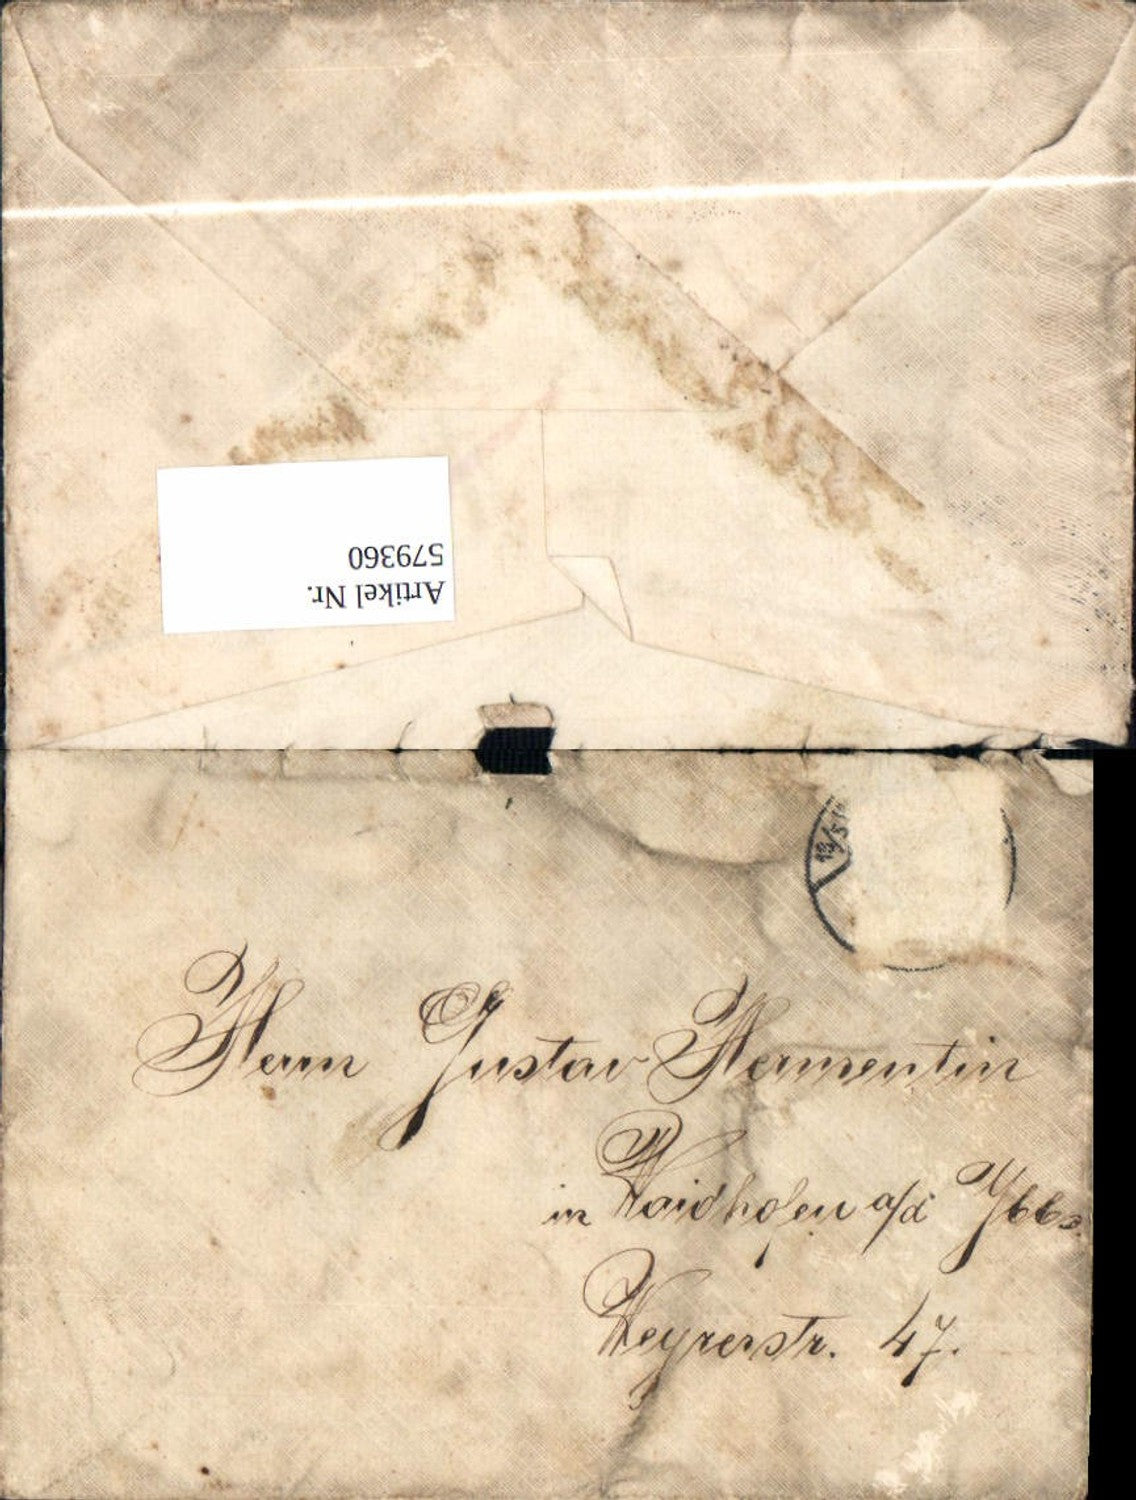 Artikel Nr.
579360
Herrn Gustav Hermentin
in Waidhofen a/d Ybbs.
Weyrerstr. 47.